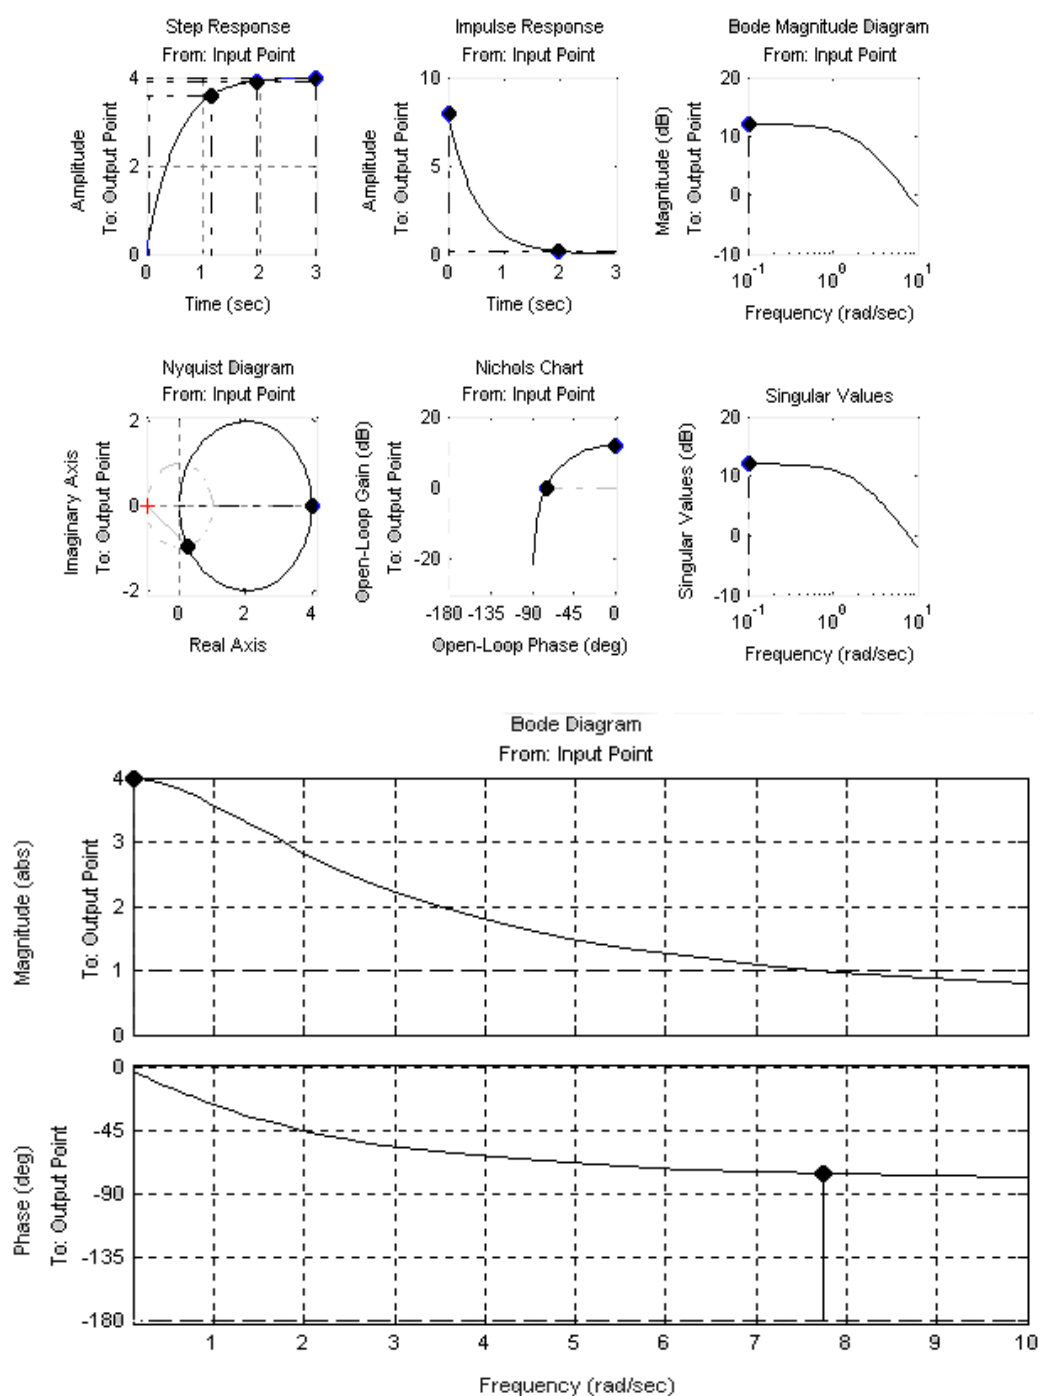 Step Response
From: Input Point
Amplitude
To: Output Point
4
2
0
0 1 2 3
Time (sec)
Impulse Response
From: Input Point
Amplitude
To: Output Point
10
5
0
0 1 2 3
Time (sec)
Bode Magnitude Diagram
From: Input Point
Magnitude (dB)
To: Output Point
20
10
0
-10
10^-1 10^0 10^1
Frequency (rad/sec)
Nyquist Diagram
From: Input Point
Imaginary Axis
To: Output Point
2
0
-2
0 2 4
Real Axis
Nichols Chart
From: Input Point
Open-Loop Gain (dB)
To: Output Point
20
0
-20
-180 -135 -90 -45 0
Open-Loop Phase (deg)
Singular Values
Singular Values (dB)
20
10
0
-10
10^-1 10^0 10^1
Frequency (rad/sec)
Bode Diagram
From: Input Point
Magnitude (abs)
To: Output Point
4
3
2
1
0
Phase (deg)
To: Output Point
0
-45
-90
-135
-180
1 2 3 4 5 6 7 8 9 10
Frequency (rad/sec)